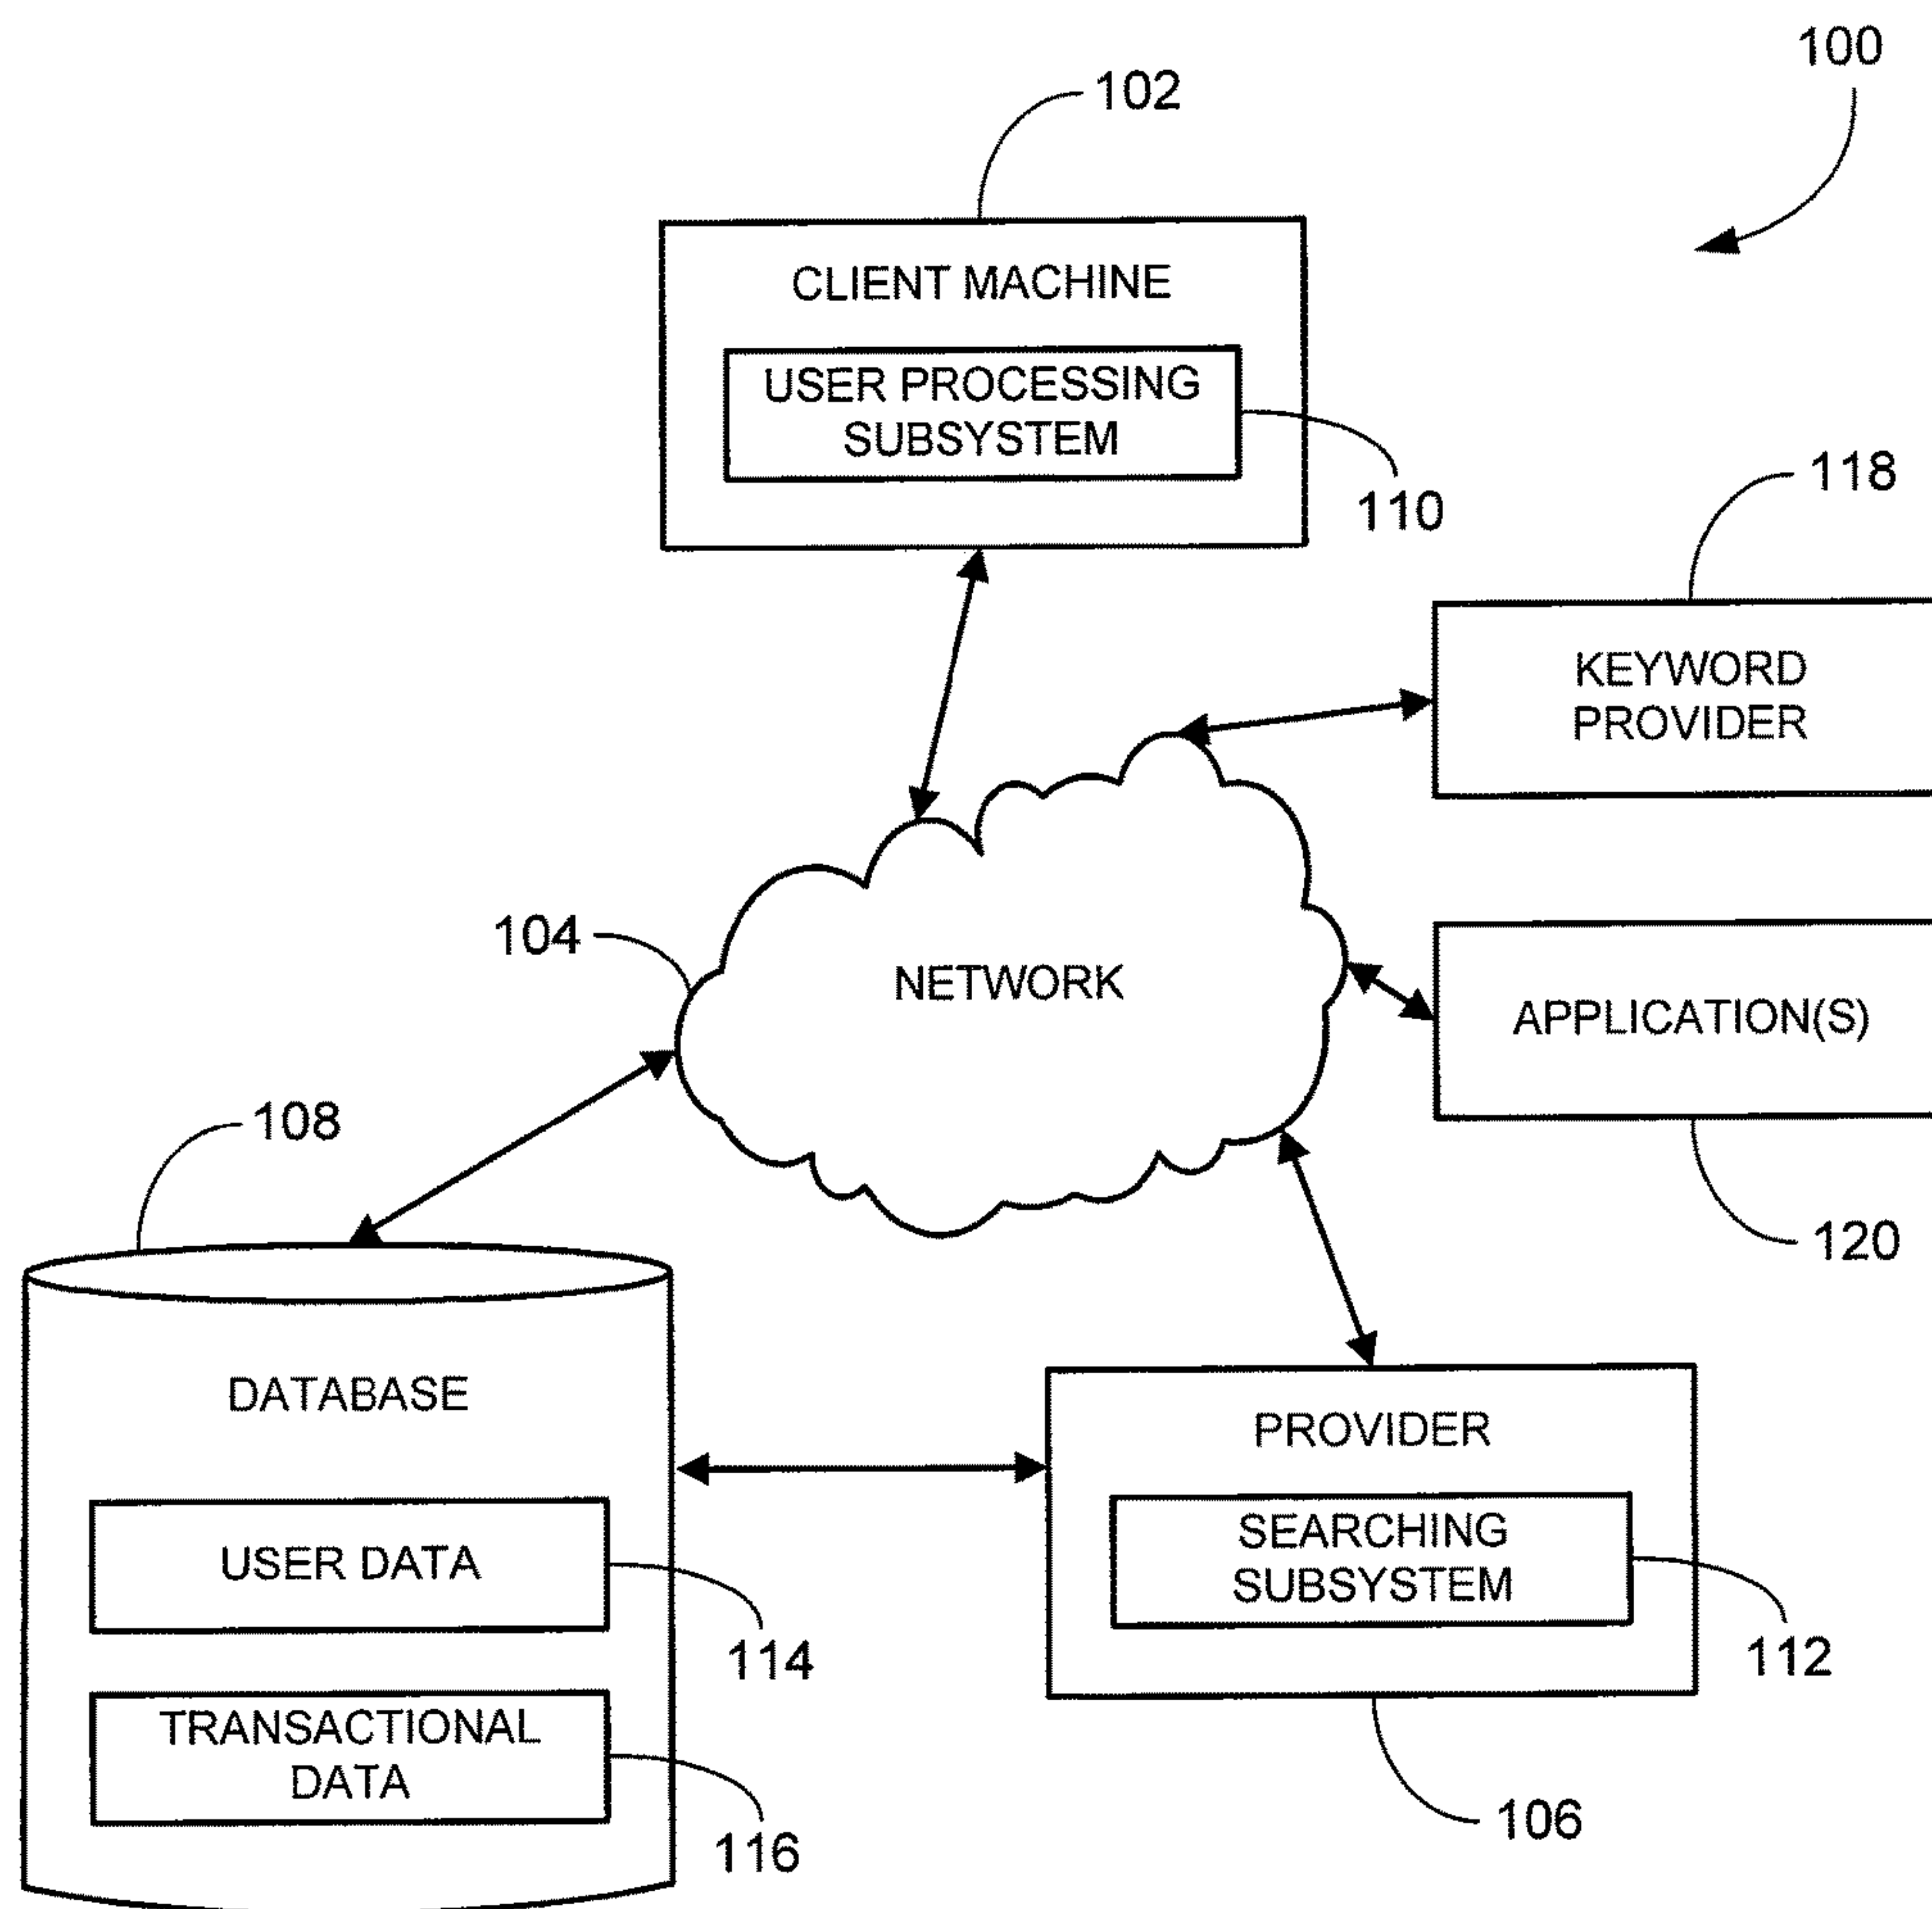 100
102
CLIENT MACHINE
USER PROCESSING
SUBSYSTEM
110
118
KEYWORD
PROVIDER
104
NETWORK
APPLICATION(S)
108
120
DATABASE
PROVIDER
USER DATA
SEARCHING
SUBSYSTEM
114
112
TRANSACTIONAL
DATA
116
106